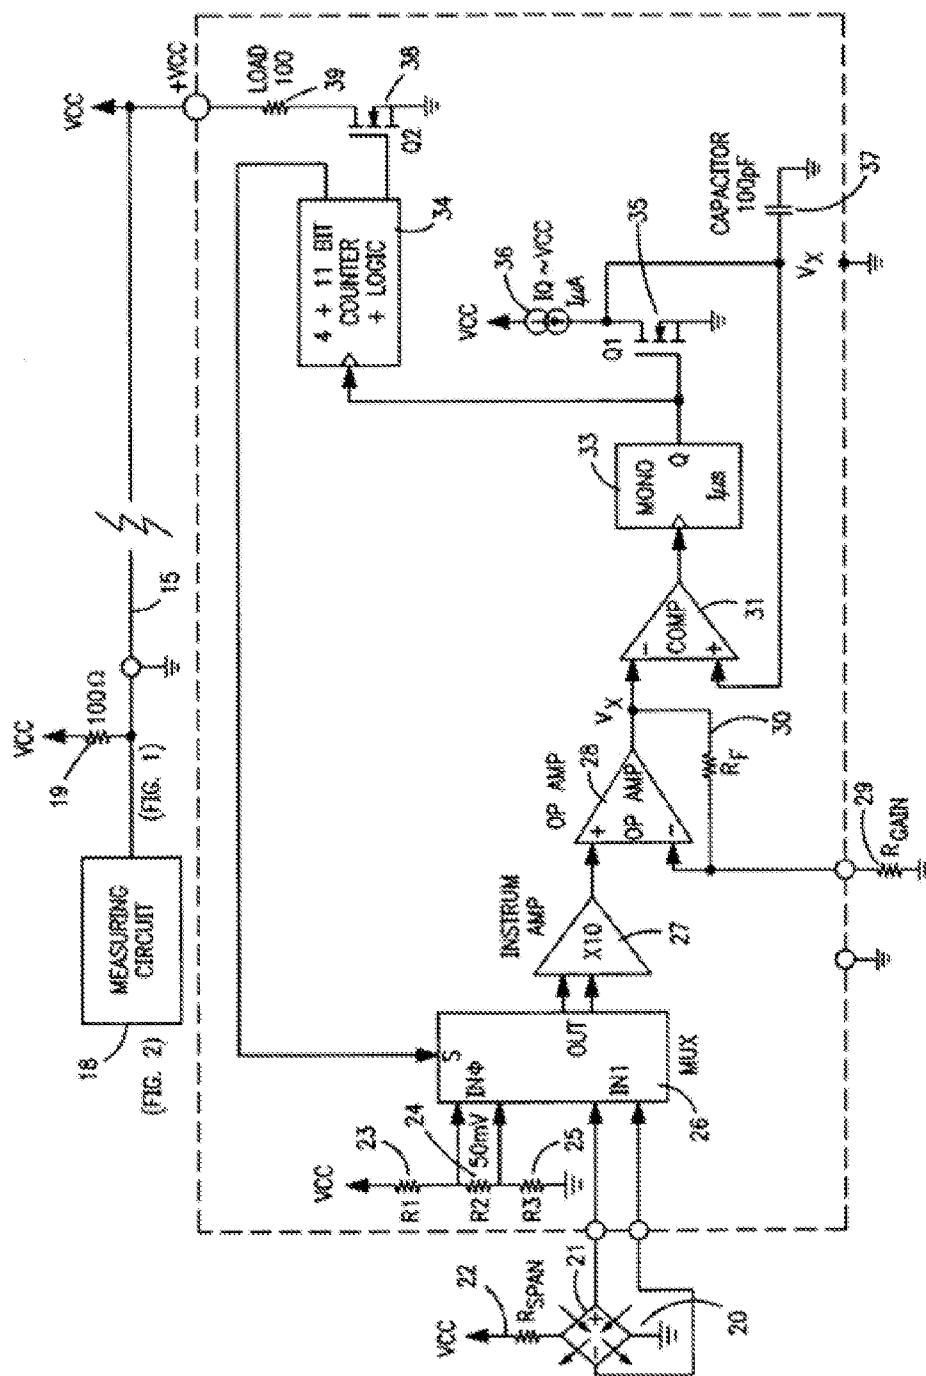 VCC
19
100Ω
(FIG. 1)
15
VCC
+VCC
MEASURING
CIRCUIT
18
(FIG. 2)
LOAD
100
39
38
Q2
4 + 11 BIT
COUNTER
+ LOGIC
34
VCC
36
IQ ~VCC
1μA
35
Q1
CAPACITOR
100pF
37
VX
33
MONO
Q
1μs
COMP
-
+
31
VX
OP AMP
28
OP AMP
+
-
30
RF
29
RGAIN
INSTRUM
AMP
X10
27
S
INΦ
OUT
IN1
MUX
26
VCC
23
R1
24
R2
50mV
25
R3
VCC
22
RSPAN
21
+
-
20